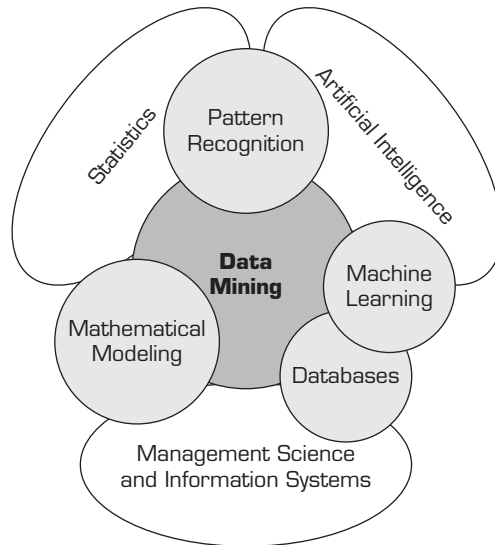 Statistics
Artificial Intelligence
Pattern
Recognition
Data
Mining
Machine
Learning
Mathematical
Modeling
Databases
Management Science
and Information Systems